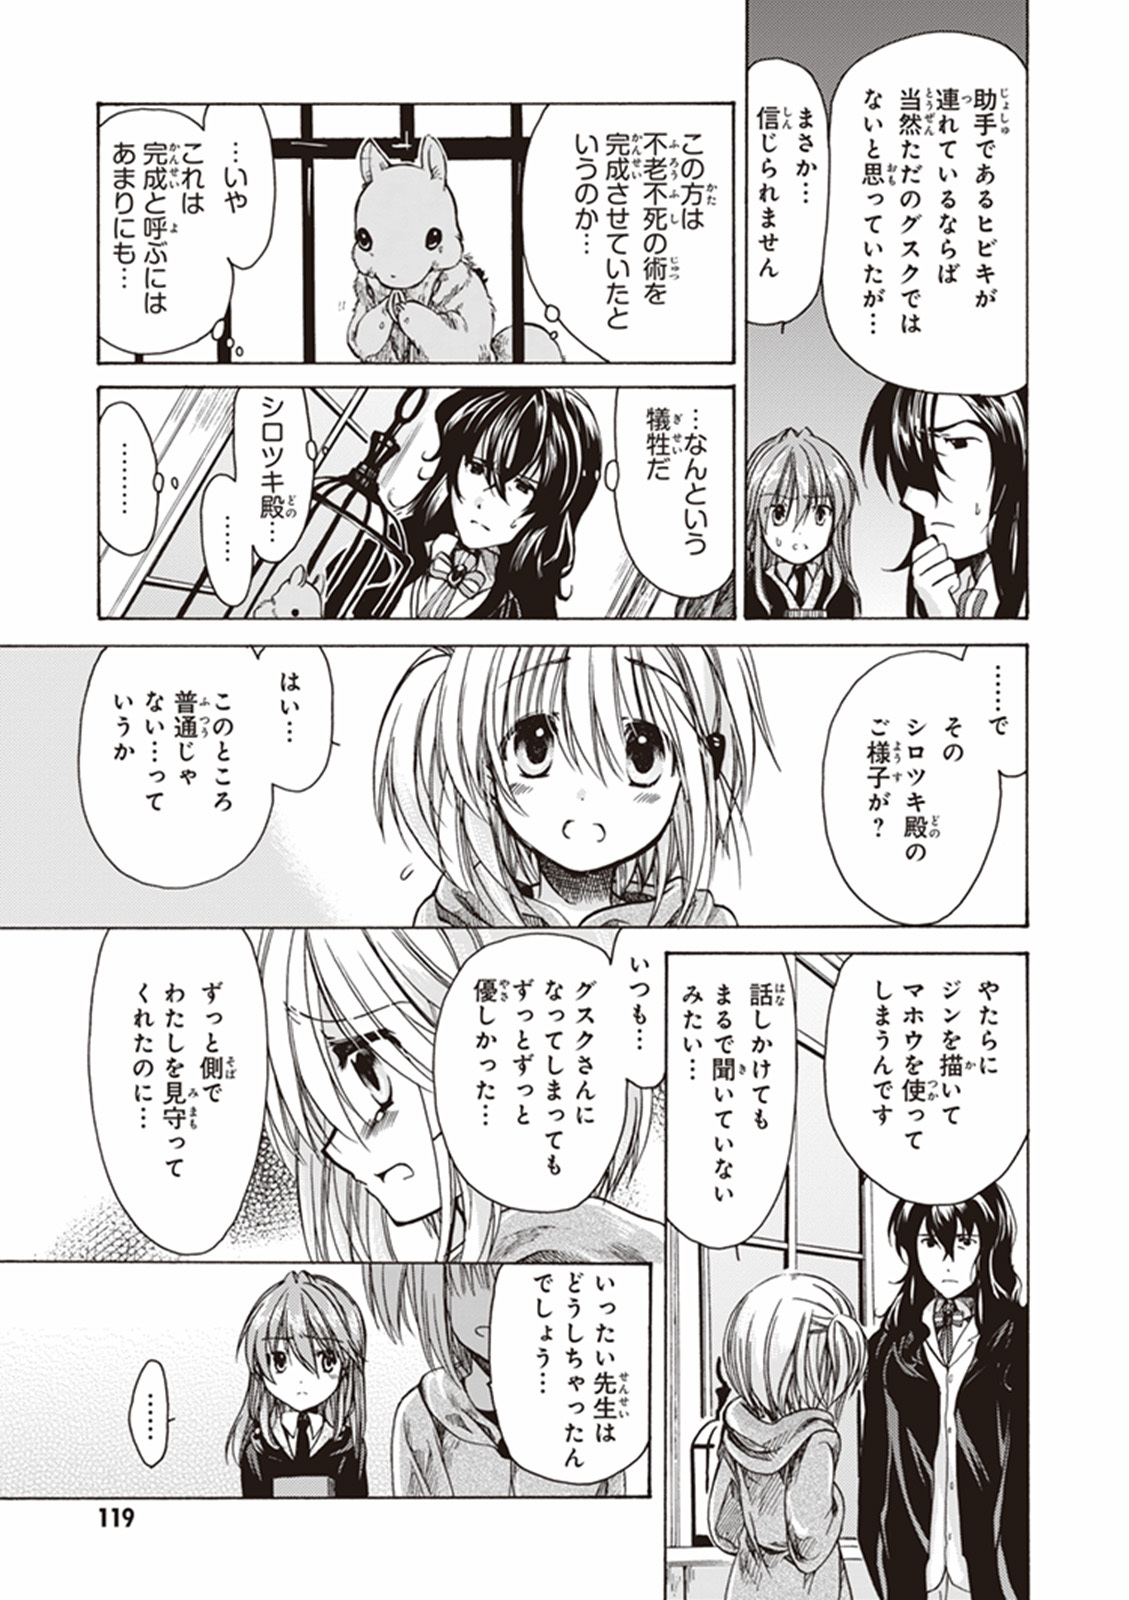 助手であるヒビキが
連れているならば
当然ただのグスクでは
ないと思っていたが…
まさか…
信じられません
この方は
不老不死の術を
完成させていたと
いうのか…
…いや
これは
完成と呼ぶには
あまりにも…
…なんという
犠牲だ
シロツキ殿…
……
………
……で
その
シロツキ殿の
ご様子が?
はい…
このところ
普通じゃ
ない…って
いうか
やたらに
ジンを描いて
マホウを使って
しまうんです
話しかけても
まるで聞いていない
みたい…
いつも…
グスクさんに
なってしまっても
ずっとずっと
優しかった…
ずっと側で
わたしを見守って
くれたのに…
いったい先生は
どうしちゃったん
でしょう…
……
119